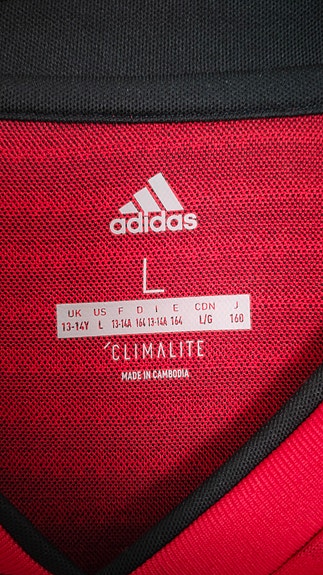 adidas
L
UK US F D I E CDN J
13-14Y L 13-14A 164 13-14A 164 L/G 160
CLIMALITE
MADE IN CAMBODIA